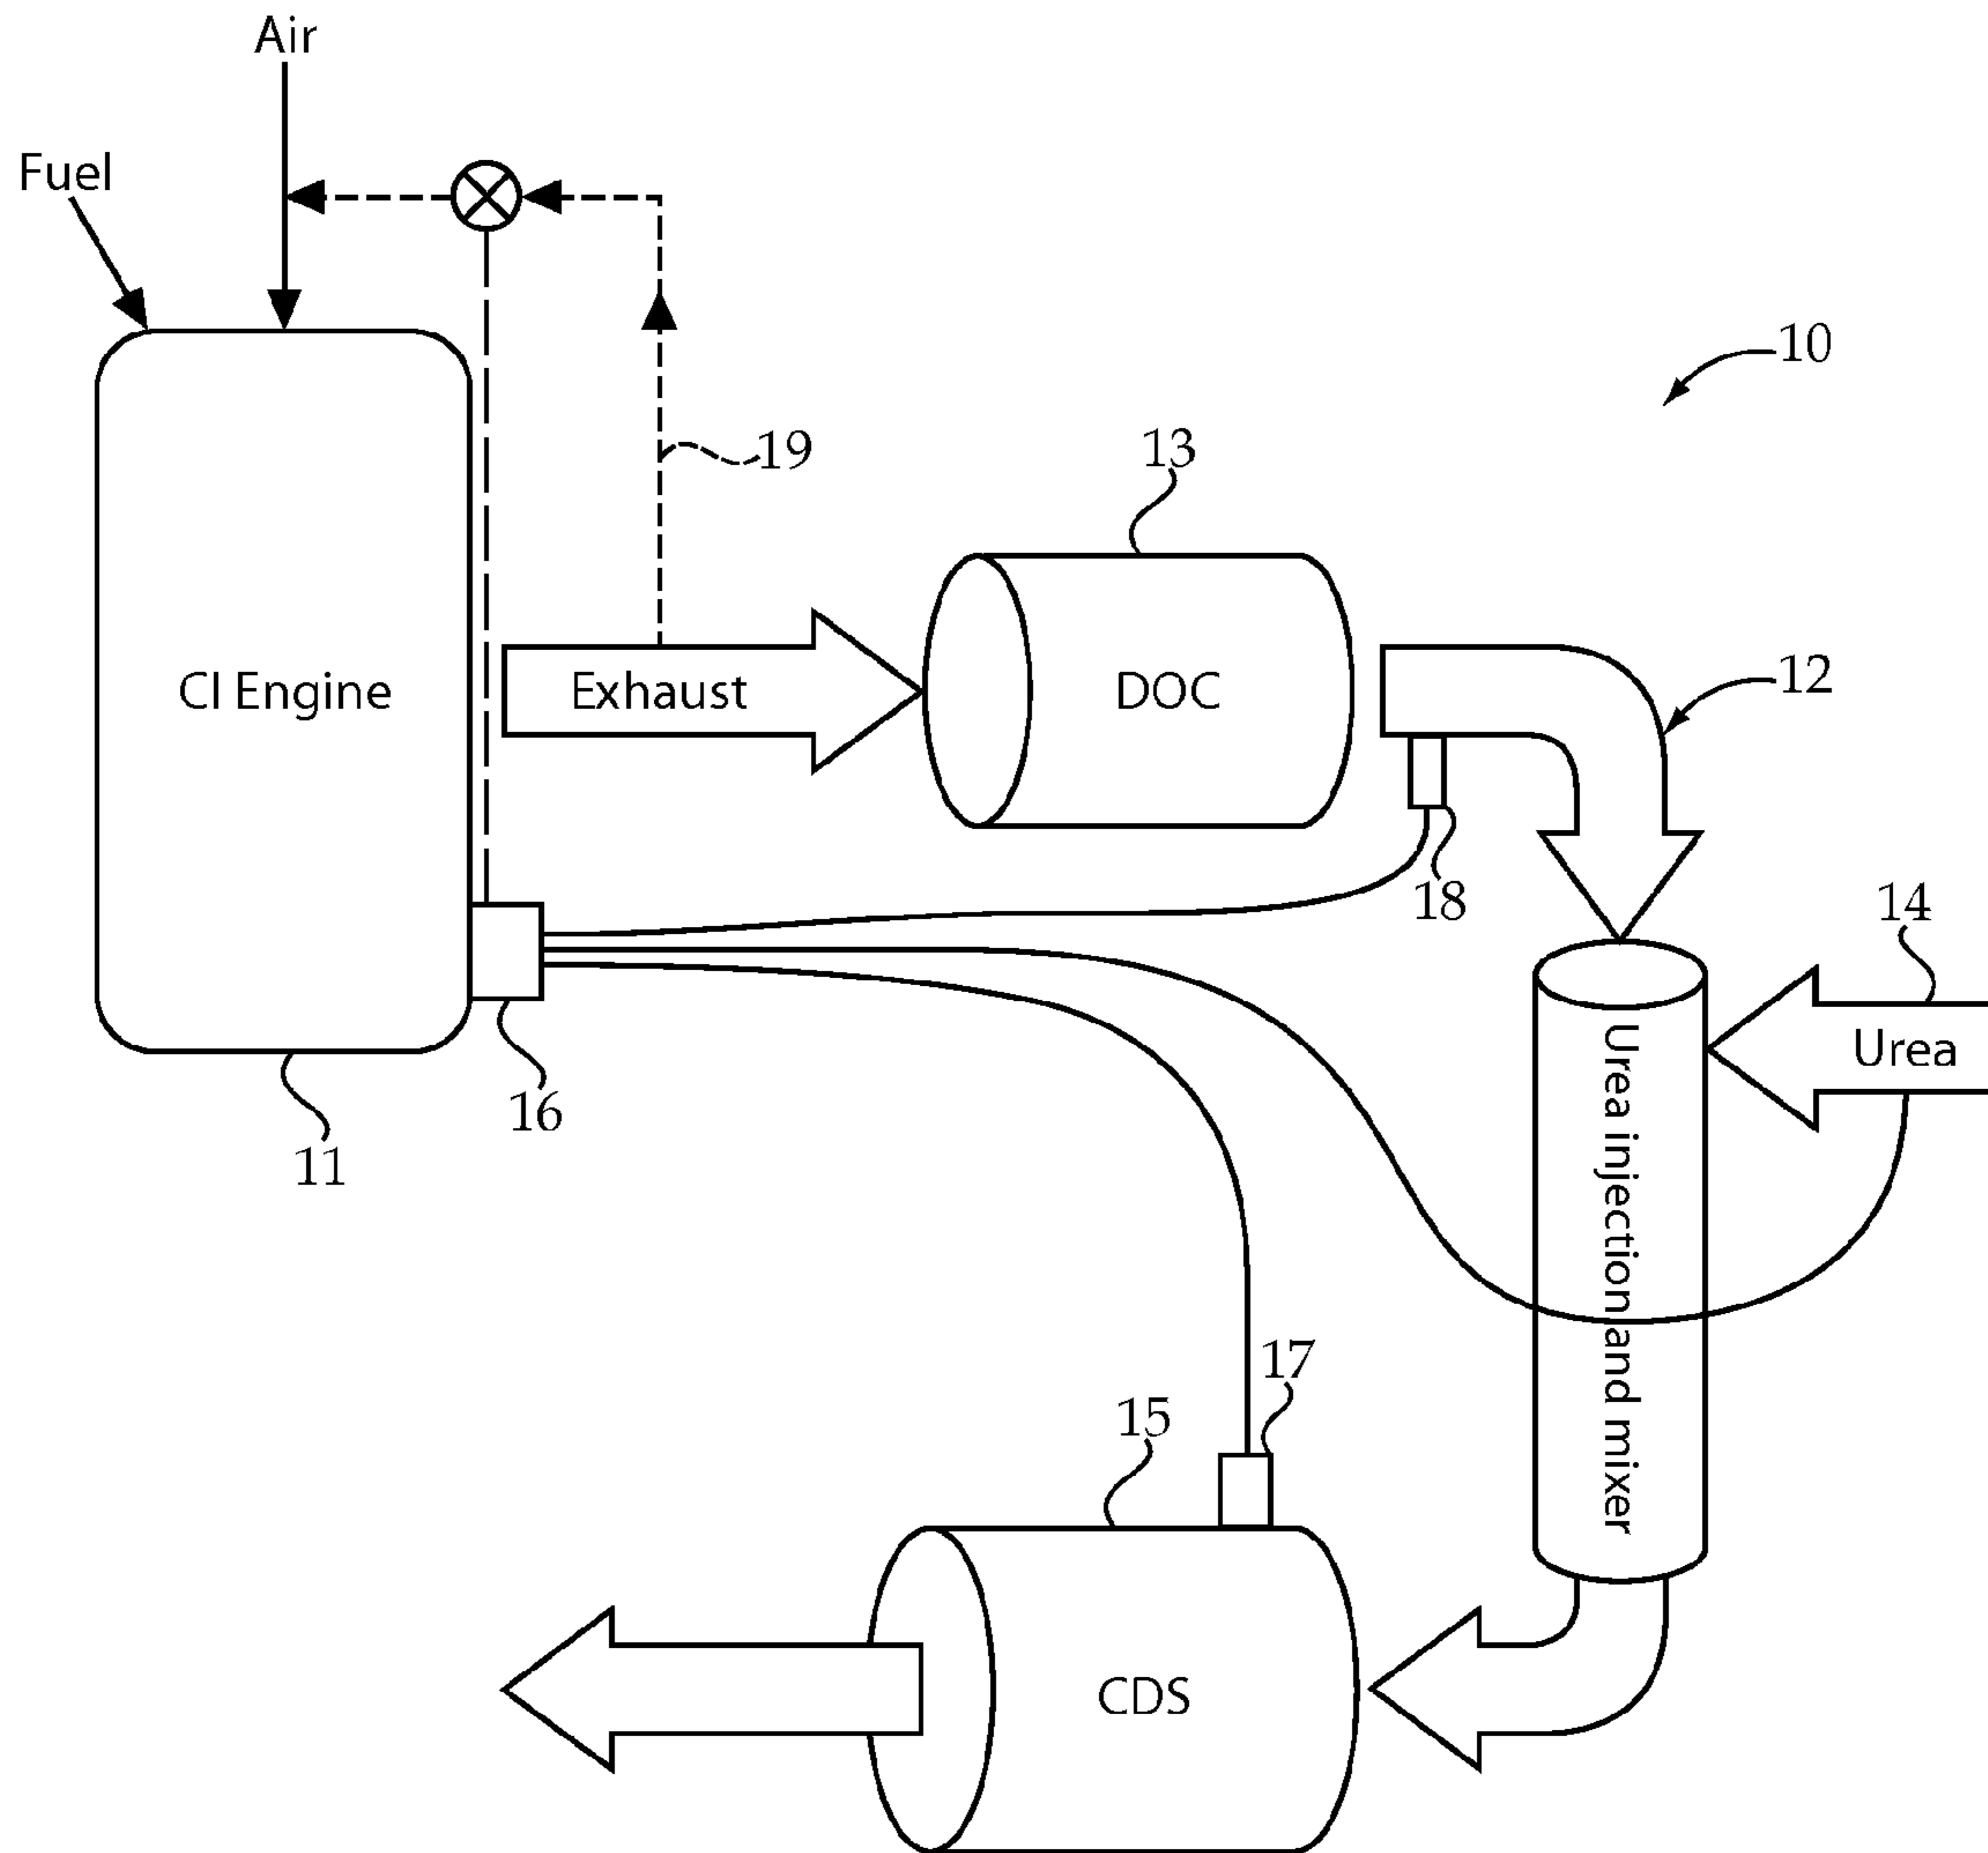 Air
Fuel
10
19
13
CI Engine
Exhaust
DOC
12
18
14
Urea
16
11
Urea injection and mixer
17
15
CDS